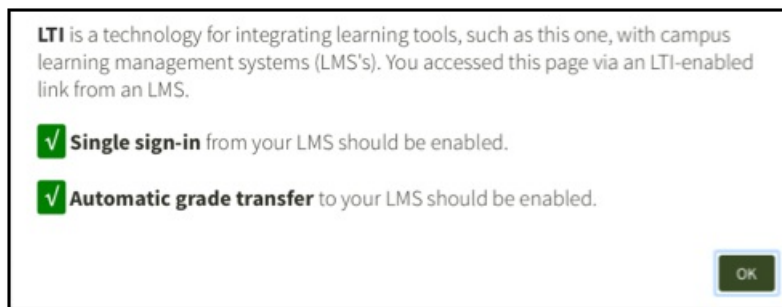 LTI is a technology for integrating learning tools, such as this one, with campus
learning management systems (LMS's). You accessed this page via an LTI-enabled
link from an LMS.
√ Single sign-in from your LMS should be enabled.
√ Automatic grade transfer to your LMS should be enabled.
OK